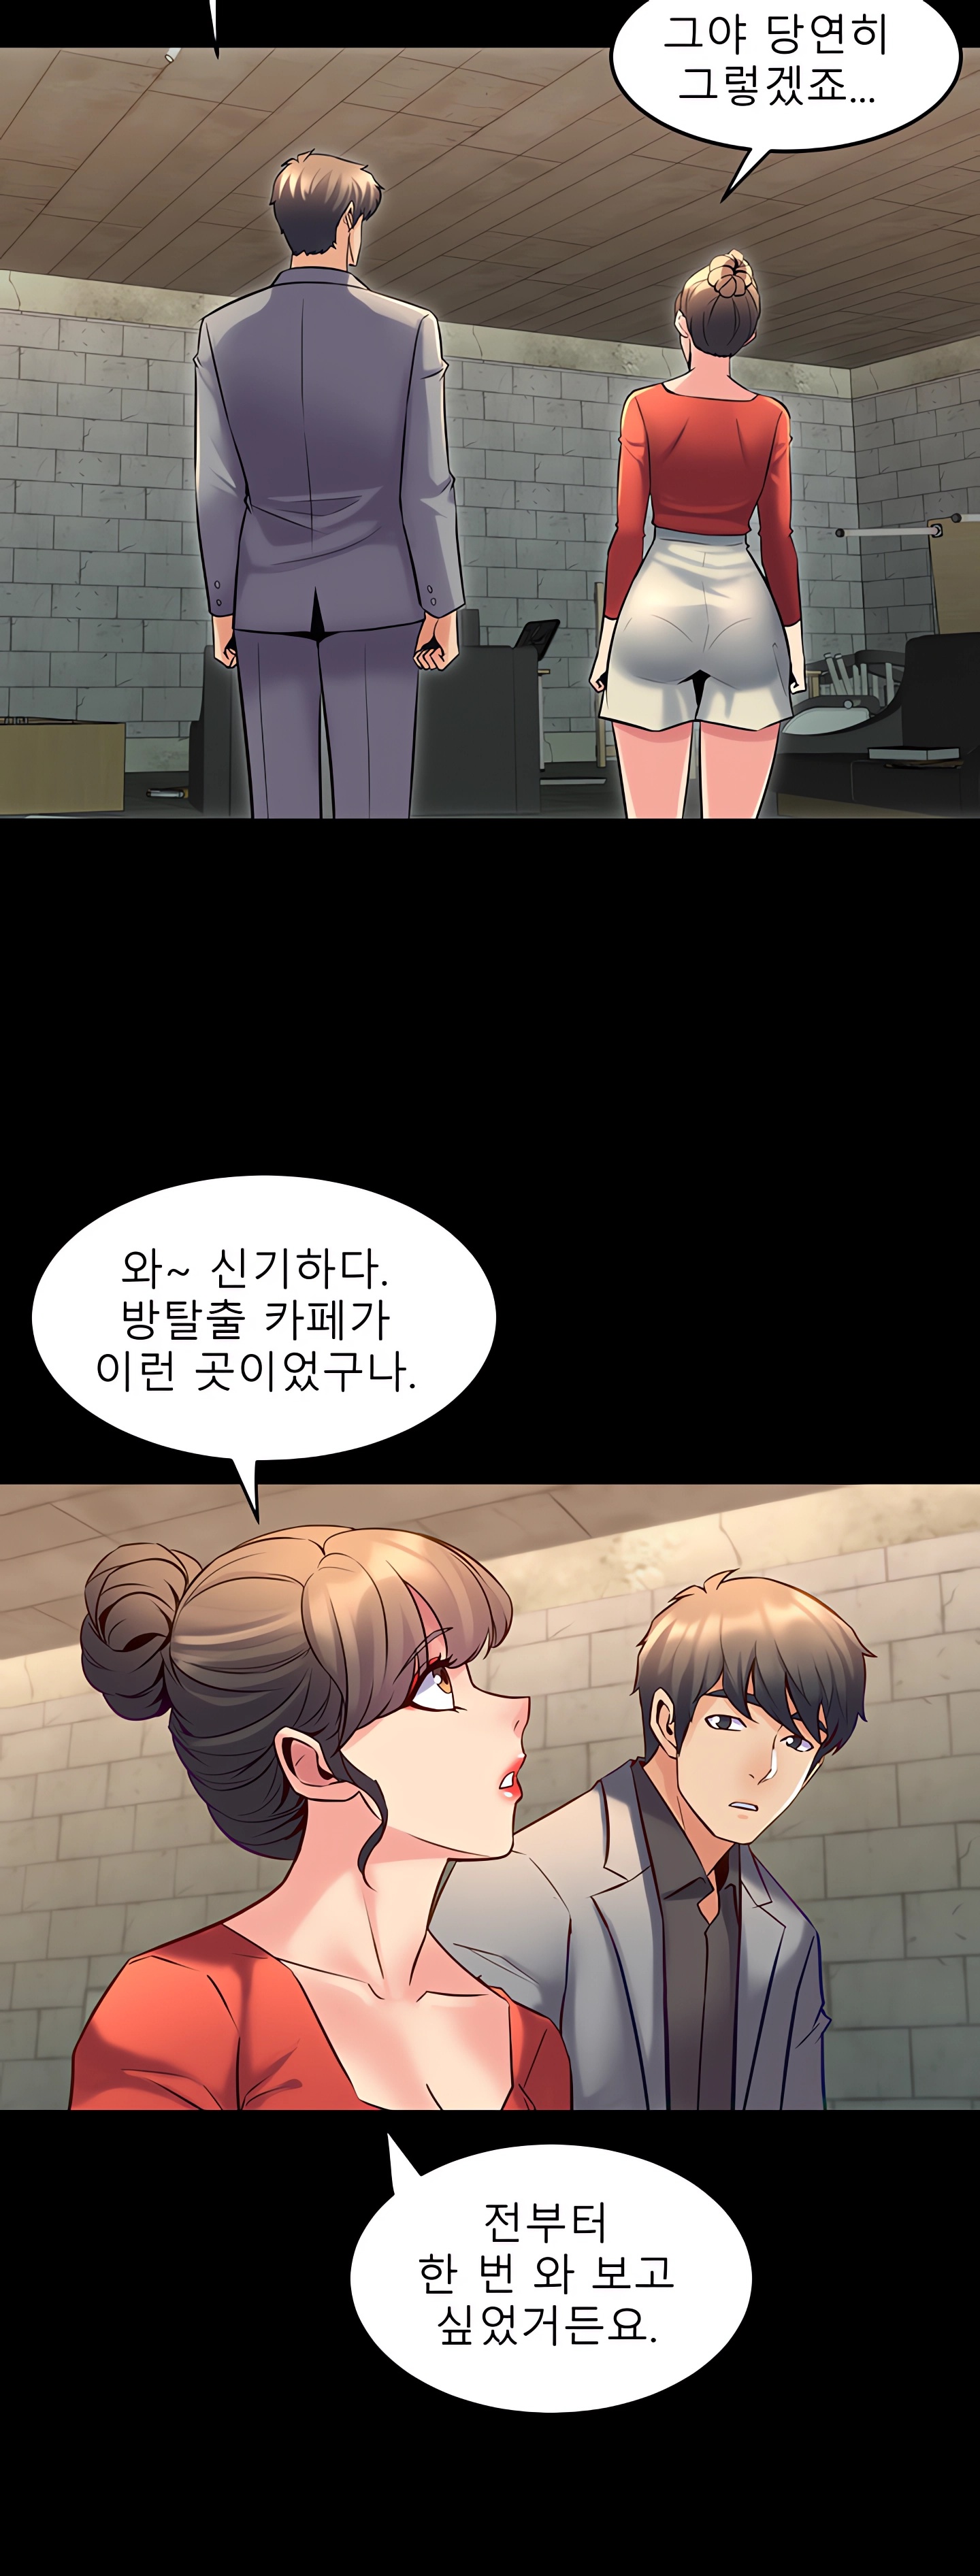 그야 당연히
그렇겠죠...
와~ 신기하다.
방탈출 카페가
이런 곳이었구나.
전부터
한 번 와 보고
싶었거든요.